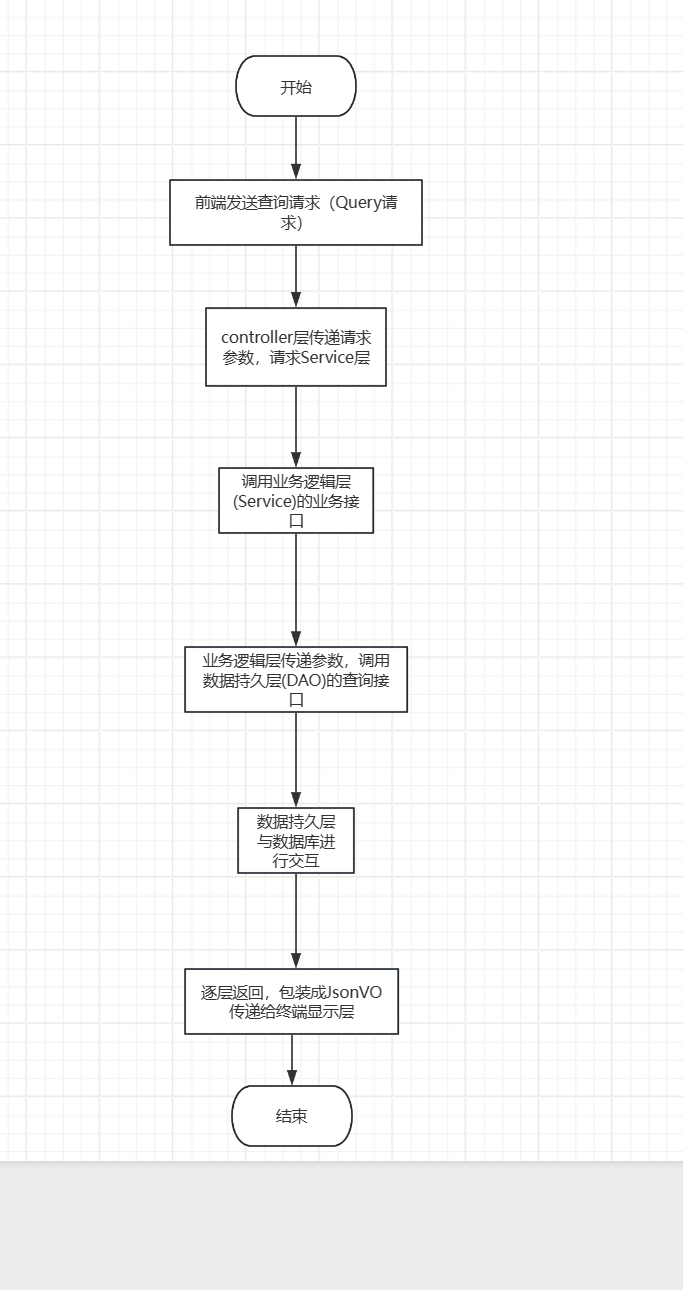 开始
前端发送查询请求（Query请
求）
controller层传递请求
参数，请求Service层
调用业务逻辑层
(Service)的业务接
口
业务逻辑层传递参数，调用
数据持久层(DAO)的查询接
口
数据持久层
与数据库进
行交互
逐层返回，包装成JsonVO
传递给终端显示层
结束